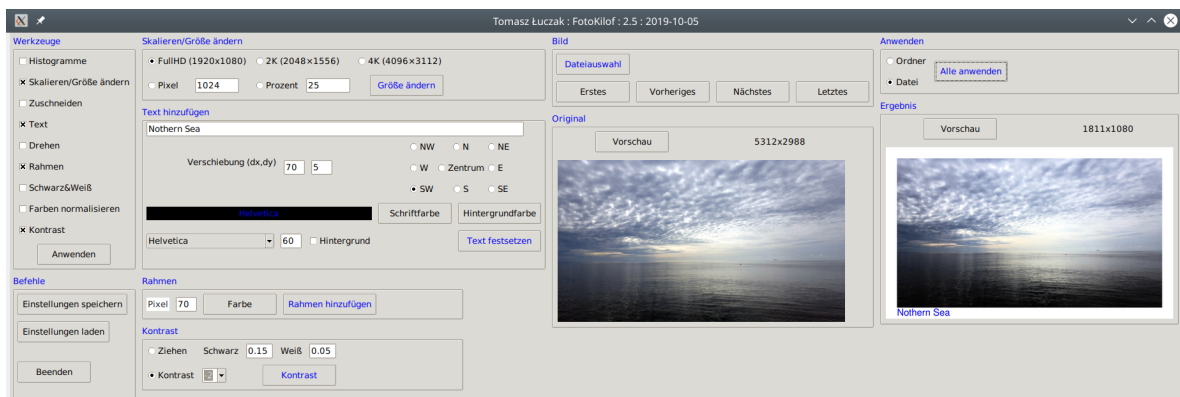 Tomasz Łuczak : FotoKilof : 2.5 : 2019-10-05
Werkzeuge
Histogramme
Skalieren/Größe ändern
Zuschneiden
Text
Drehen
Rahmen
Schwarz&Weiß
Farben normalisieren
Kontrast
Anwenden
Befehle
Einstellungen speichern
Einstellungen laden
Beenden
Skalieren/Größe ändern
FullHD (1920x1080) 2K (2048×1556) 4K (4096×3112)
Pixel 1024 Prozent 25 Größe ändern
Text hinzufügen
Nothern Sea
NW N NE
Verschiebung (dx,dy) 70 5
W Zentrum E
SW S SE
Helvetica Schriftfarbe Hintergrundfarbe
Helvetica 60 Hintergrund Text festsetzen
Rahmen
Pixel 70 Farbe Rahmen hinzufügen
Kontrast
Ziehen Schwarz 0.15 Weiß 0.05
Kontrast Kontrast
Bild
Dateiauswahl
Erstes Vorheriges Nächstes Letztes
Original
Vorschau 5312x2988
Anwenden
Ordner
Datei
Alle anwenden
Ergebnis
Vorschau 1811x1080
Nothern Sea